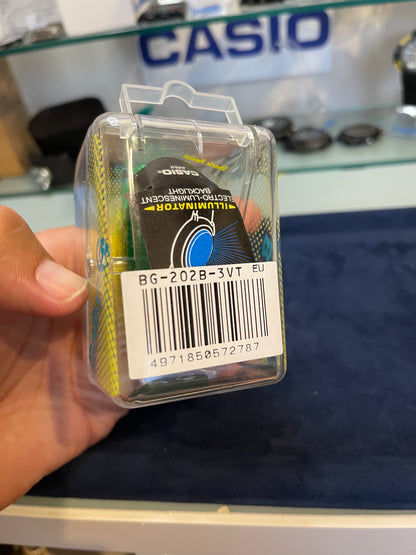 CASIO
CASIO
ILLUMINATOR
ELECTRO-LUMINESCENT
BACKLIGHT
BG-202B-3VT EU
4971850572787